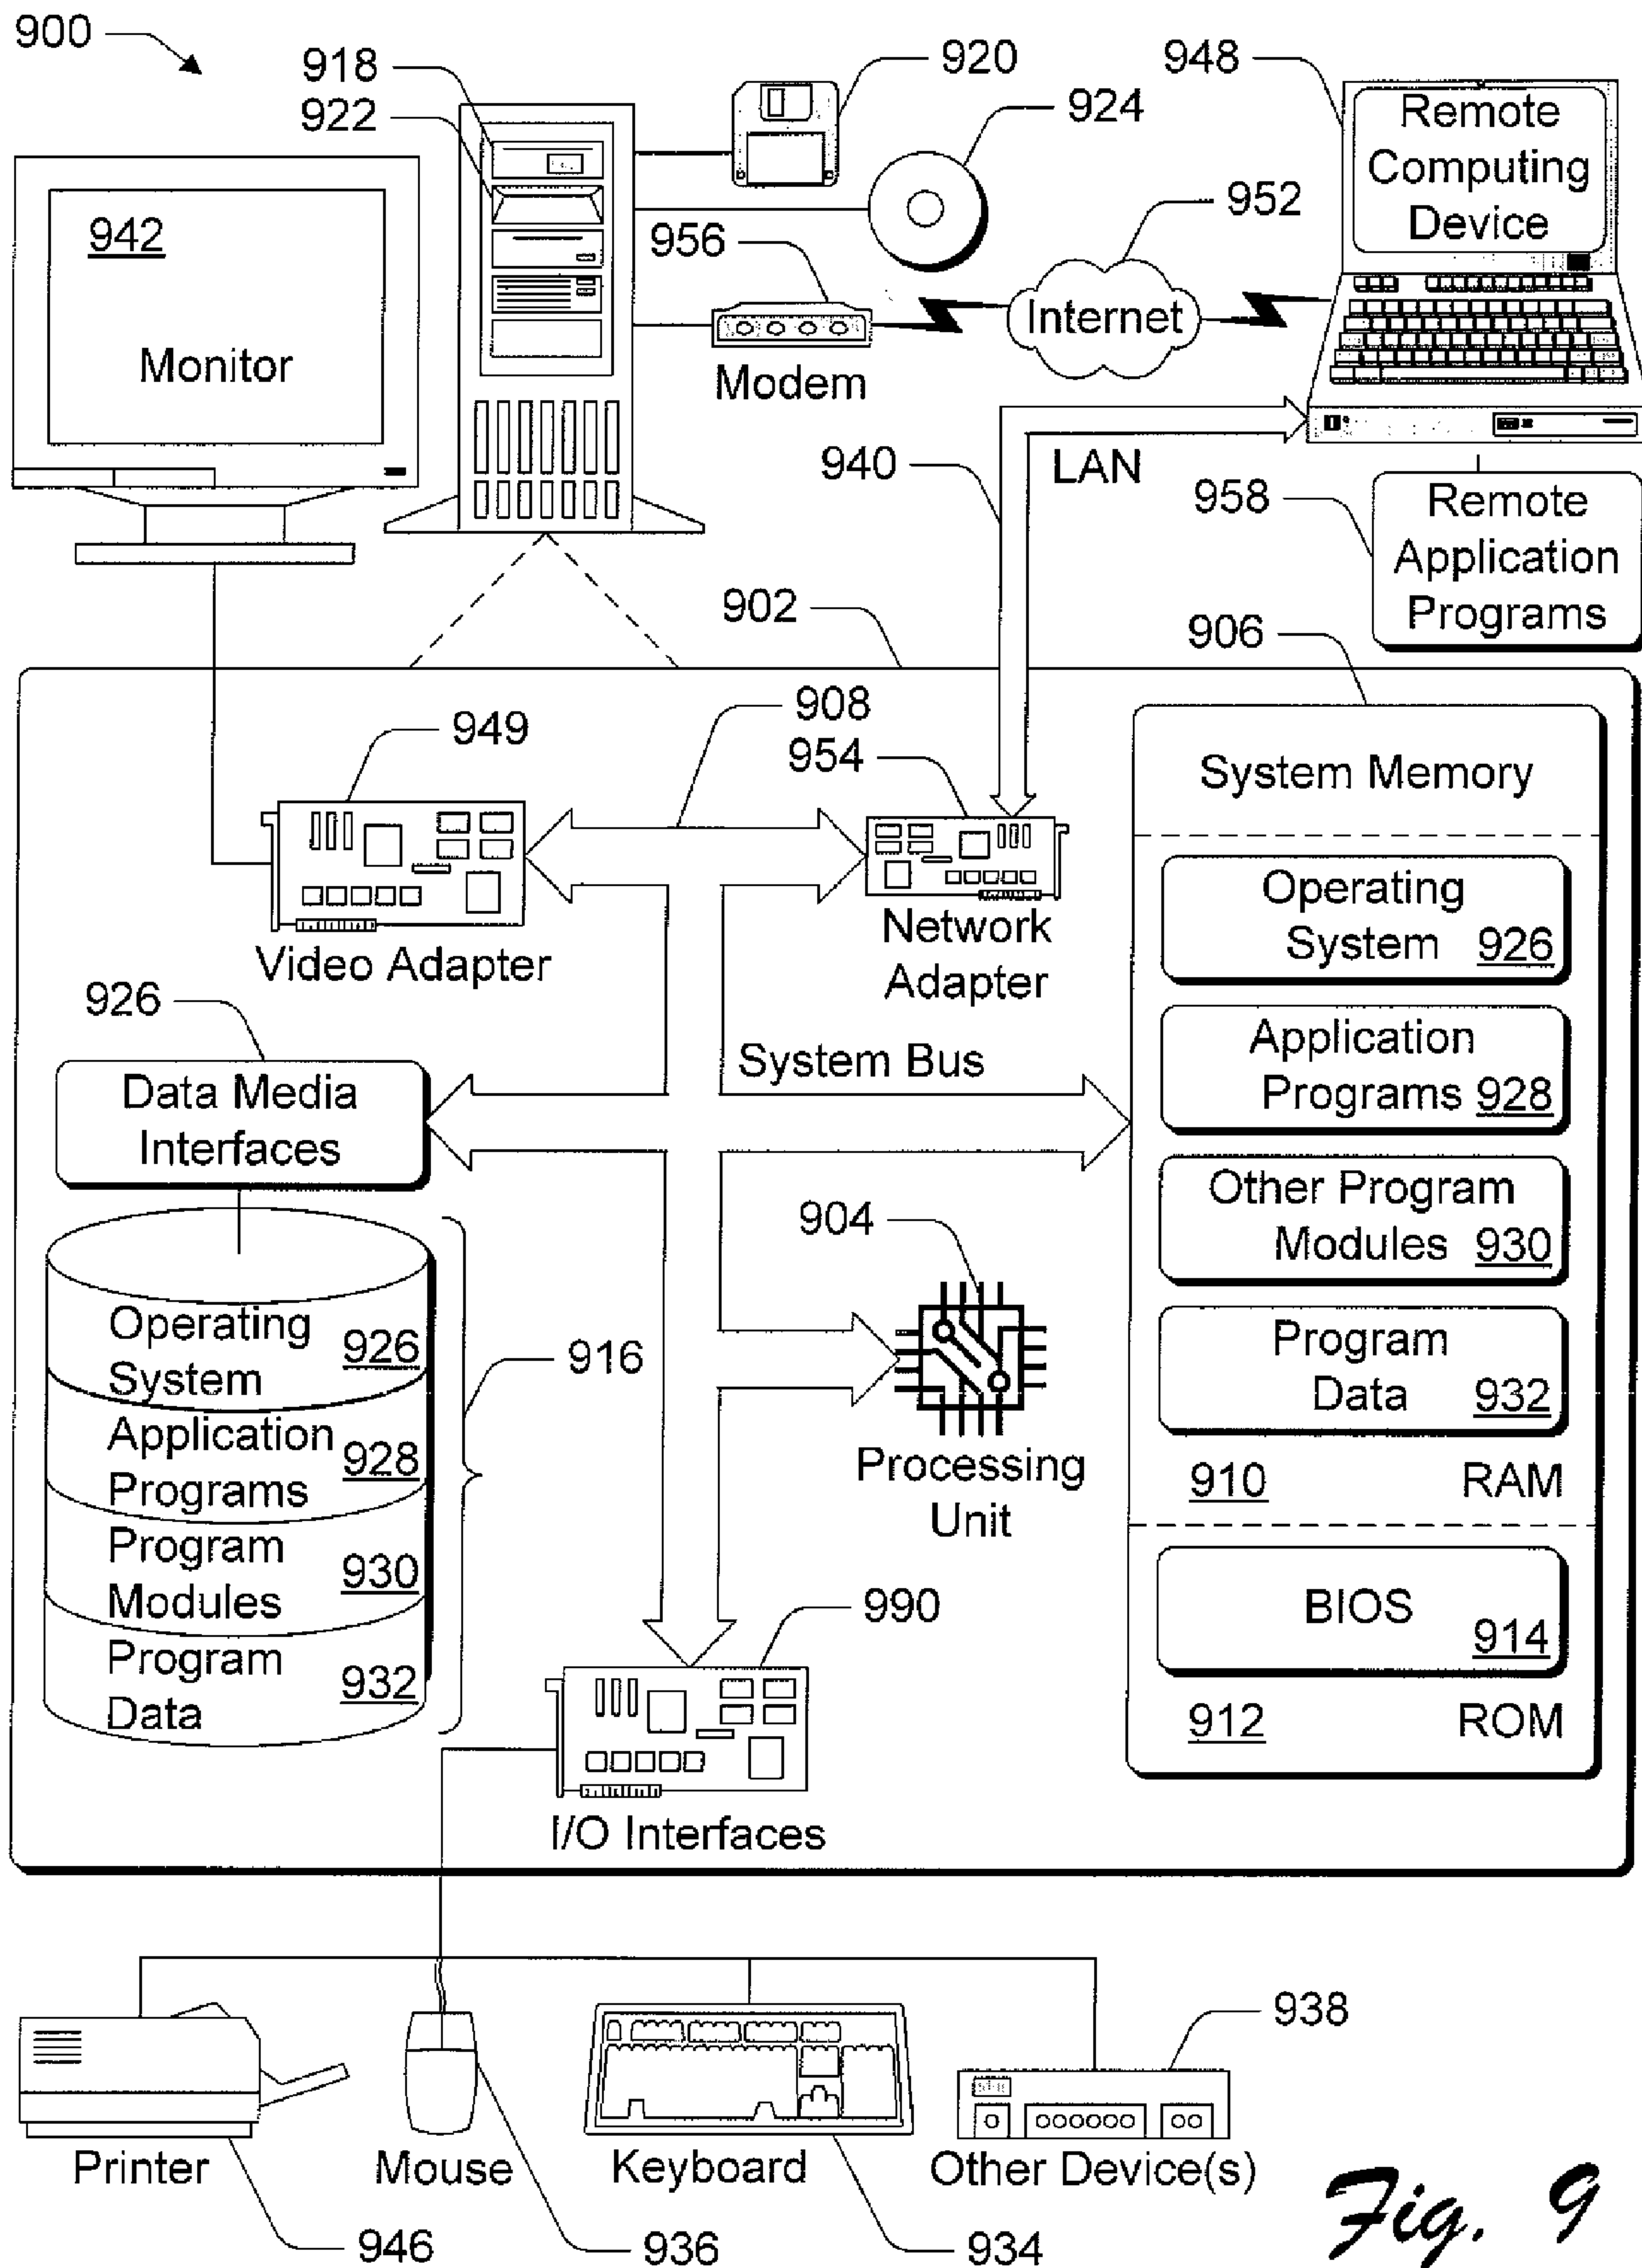 900
918
922
920
924
948
Remote
Computing
Device
952
942
Monitor
956
Modem
Internet
940
LAN
958
Remote
Application
Programs
902
906
908
949
954
Video Adapter
Network
Adapter
System Memory
Operating
System 926
Application
Programs 928
Other Program
Modules 930
Program
Data 932
910 RAM
BIOS
914
912 ROM
926
Data Media
Interfaces
System Bus
904
Processing
Unit
Operating
System 926
Application
Programs 928
Program
Modules 930
Program
Data 932
916
990
I/O Interfaces
938
Printer
Mouse
Keyboard
Other Device(s)
946
936
934
Fig. 9